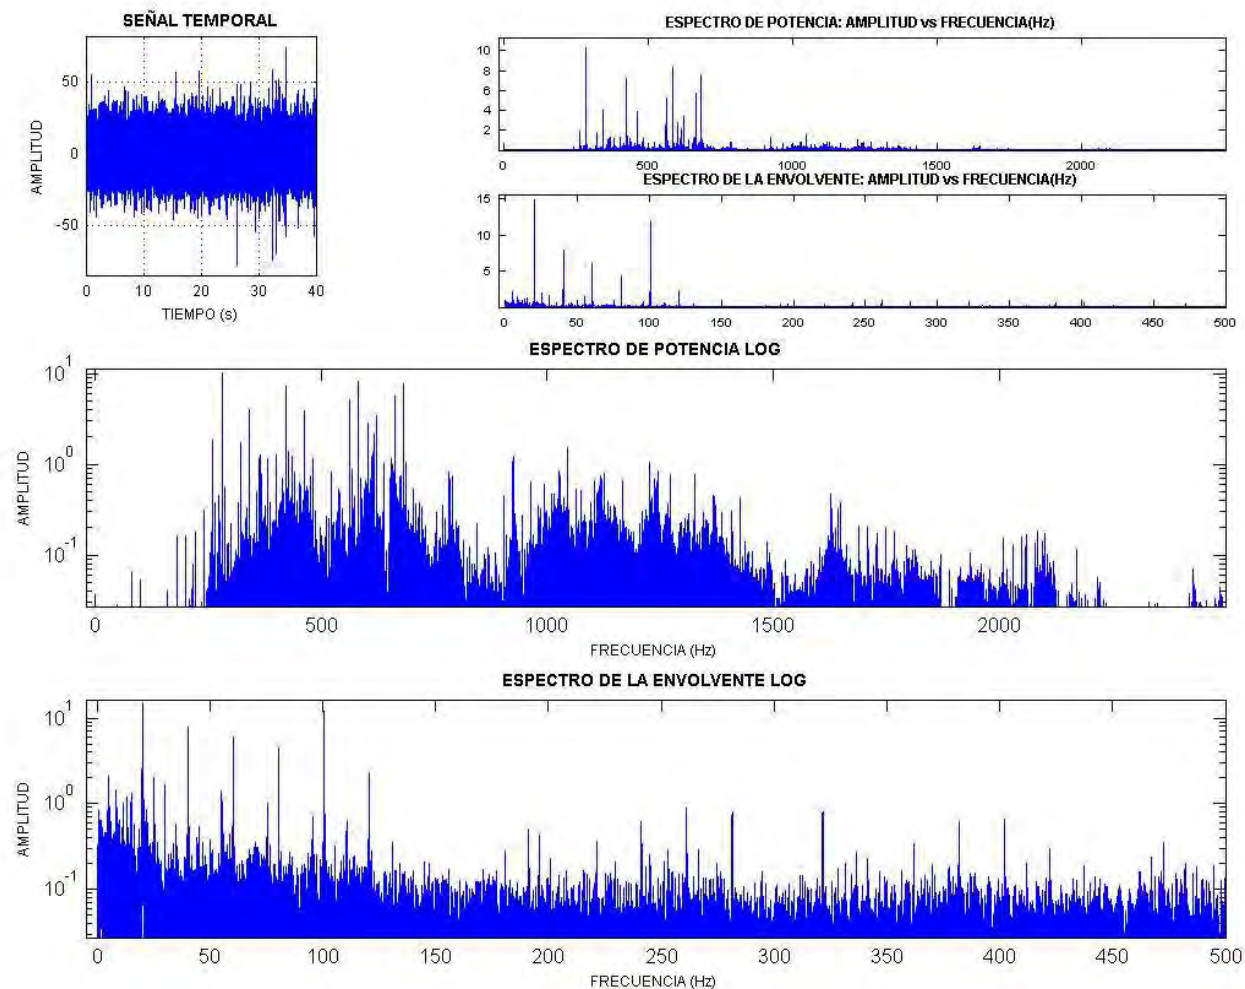 SEÑAL TEMPORAL
AMPLITUD
50
0
-50
0 10 20 30 40
TIEMPO (s)
ESPECTRO DE POTENCIA: AMPLITUD vs FRECUENCIA(Hz)
10
8
6
4
2
0 500 1000 1500 2000
ESPECTRO DE LA ENVOLVENTE: AMPLITUD vs FRECUENCIA(Hz)
15
10
5
0 50 100 150 200 250 300 350 400 450 500
ESPECTRO DE POTENCIA LOG
AMPLITUD
10^1
10^0
10^-1
0 500 1000 1500 2000
FRECUENCIA (Hz)
ESPECTRO DE LA ENVOLVENTE LOG
AMPLITUD
10^1
10^0
10^-1
0 50 100 150 200 250 300 350 400 450 500
FRECUENCIA (Hz)